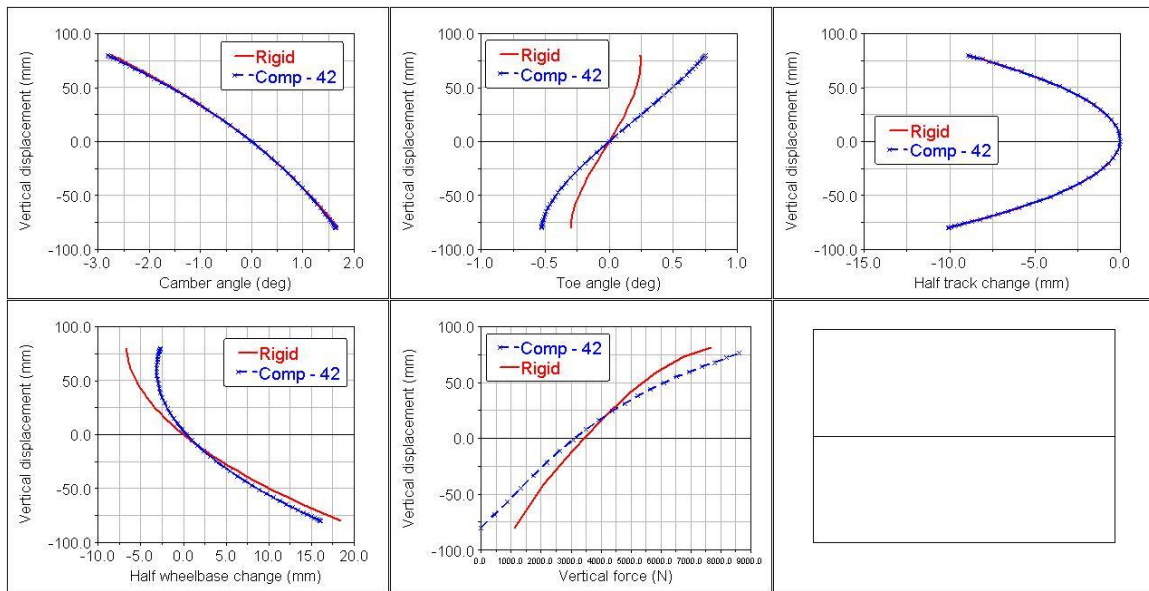 Vertical displacement (mm)
100.0
50.0
0.0
-50.0
-100.0
Rigid
Comp - 42
-3.0 -2.0 -1.0 0.0 1.0 2.0
Camber angle (deg)
Vertical displacement (mm)
100.0
50.0
0.0
-50.0
-100.0
Rigid
Comp - 42
-1.0 -0.5 0.0 0.5 1.0
Toe angle (deg)
Vertical displacement (mm)
100.0
50.0
0.0
-50.0
-100.0
Rigid
Comp - 42
-15.0 -10.0 -5.0 0.0
Half track change (mm)
Vertical displacement (mm)
100.0
50.0
0.0
-50.0
-100.0
Rigid
Comp - 42
-10.0 -5.0 0.0 5.0 10.0 15.0 20.0
Half wheelbase change (mm)
Vertical displacement (mm)
100.0
50.0
0.0
-50.0
-100.0
Comp - 42
Rigid
0.0 1000.0 2000.0 3000.0 4000.0 5000.0 6000.0 7000.0 8000.0 9000.0
Vertical force (N)